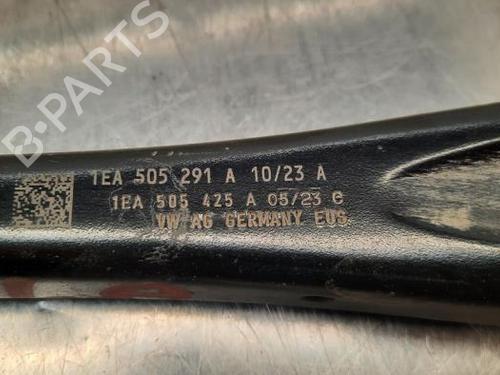 B-PARTS
1EA 505 291 A 10/23 A
1EA 505 425 A 05/23 G
VW AG GERMANY EUS